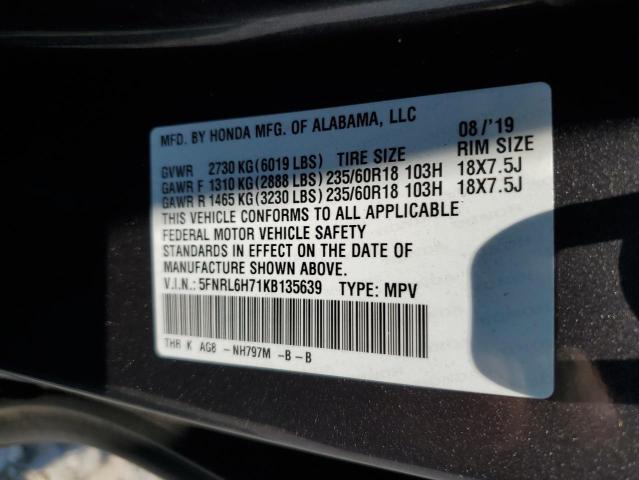 MFD. BY HONDA MFG. OF ALABAMA, LLC 08/'19
GVWR 2730 KG(6019 LBS) TIRE SIZE RIM SIZE
GAWR F 1310 KG(2888 LBS) 235/60R18 103H 18X7.5J
GAWR R 1465 KG(3230 LBS) 235/60R18 103H 18X7.5J
THIS VEHICLE CONFORMS TO ALL APPLICABLE
FEDERAL MOTOR VEHICLE SAFETY
STANDARDS IN EFFECT ON THE DATE OF
MANUFACTURE SHOWN ABOVE.
V.I.N.: 5FNRL6H71KB135639 TYPE: MPV
THR K AG8 - NH797M -B -B